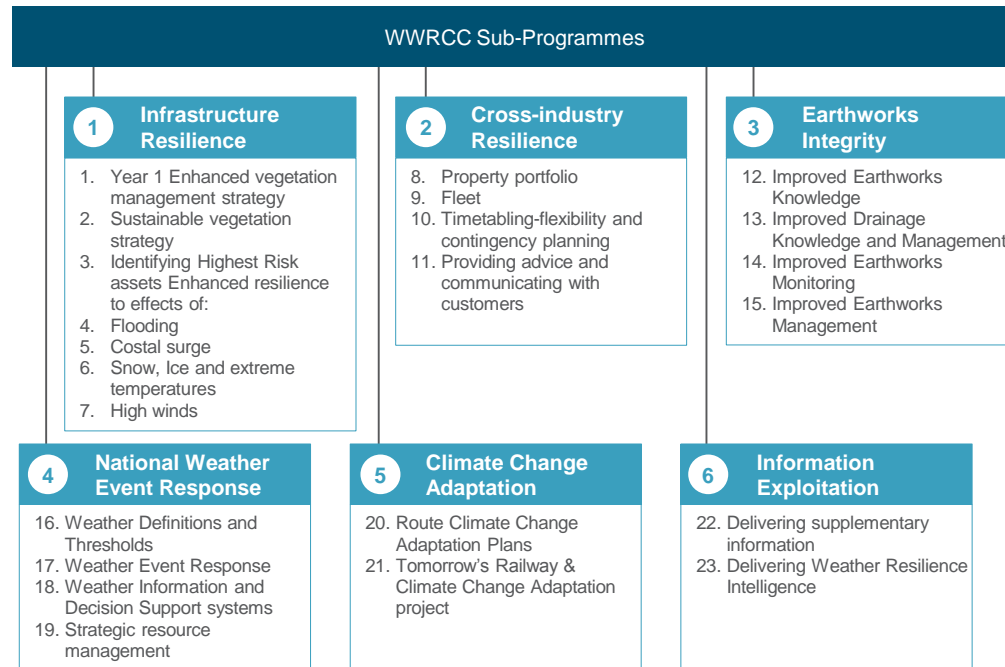 WWRCC Sub-Programmes
1
Infrastructure
Resilience
1. Year 1 Enhanced vegetation
management strategy
2. Sustainable vegetation
strategy
3. Identifying Highest Risk
assets Enhanced resilience
to effects of:
4. Flooding
5. Costal surge
6. Snow, Ice and extreme
temperatures
7. High winds
2
Cross-industry
Resilience
8. Property portfolio
9. Fleet
10. Timetabling-flexibility and
contingency planning
11. Providing advice and
communicating with
customers
3
Earthworks
Integrity
12. Improved Earthworks
Knowledge
13. Improved Drainage
Knowledge and Management
14. Improved Earthworks
Monitoring
15. Improved Earthworks
Management
4
National Weather
Event Response
16. Weather Definitions and
Thresholds
17. Weather Event Response
18. Weather Information and
Decision Support systems
19. Strategic resource
management
5
Climate Change
Adaptation
20. Route Climate Change
Adaptation Plans
21. Tomorrow's Railway &
Climate Change Adaptation
project
6
Information
Exploitation
22. Delivering supplementary
information
23. Delivering Weather Resilience
Intelligence